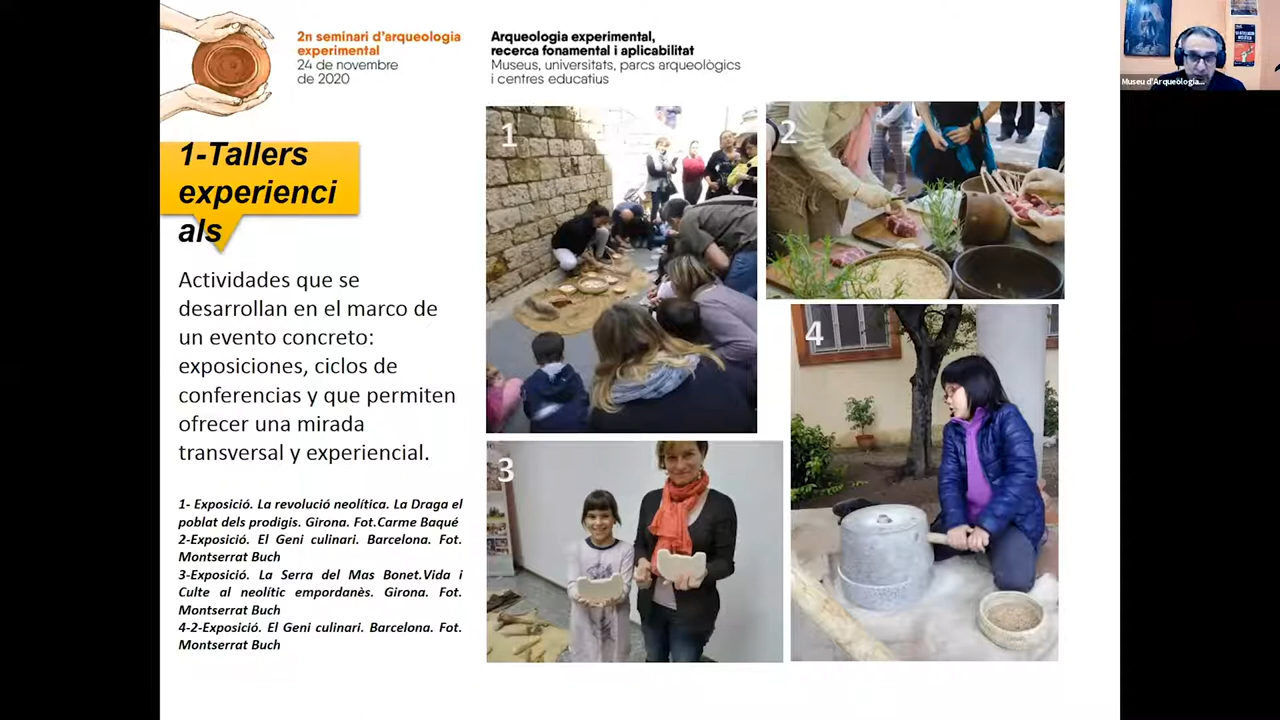 2n seminari d'arqueologia
experimental
24 de novembre
de 2020
Arqueologia experimental,
recerca fonamental i aplicabilitat
Museus, universitats, parcs arqueològics
i centres educatius
Museu d'Arqueologia...
1-Tallers
experienci
als
Actividades que se
desarrollan en el marco de
un evento concreto:
exposiciones, ciclos de
conferencias y que permiten
ofrecer una mirada
transversal y experiencial.
1- Exposició. La revolució neolítica. La Draga el
poblat dels prodigis. Girona. Fot.Carme Baqué
2-Exposició. El Geni culinari. Barcelona. Fot.
Montserrat Buch
3-Exposició. La Serra del Mas Bonet.Vida i
Culte al neolític empordanès. Girona. Fot.
Montserrat Buch
4-2-Exposició. El Geni culinari. Barcelona. Fot.
Montserrat Buch
1
2
3
4